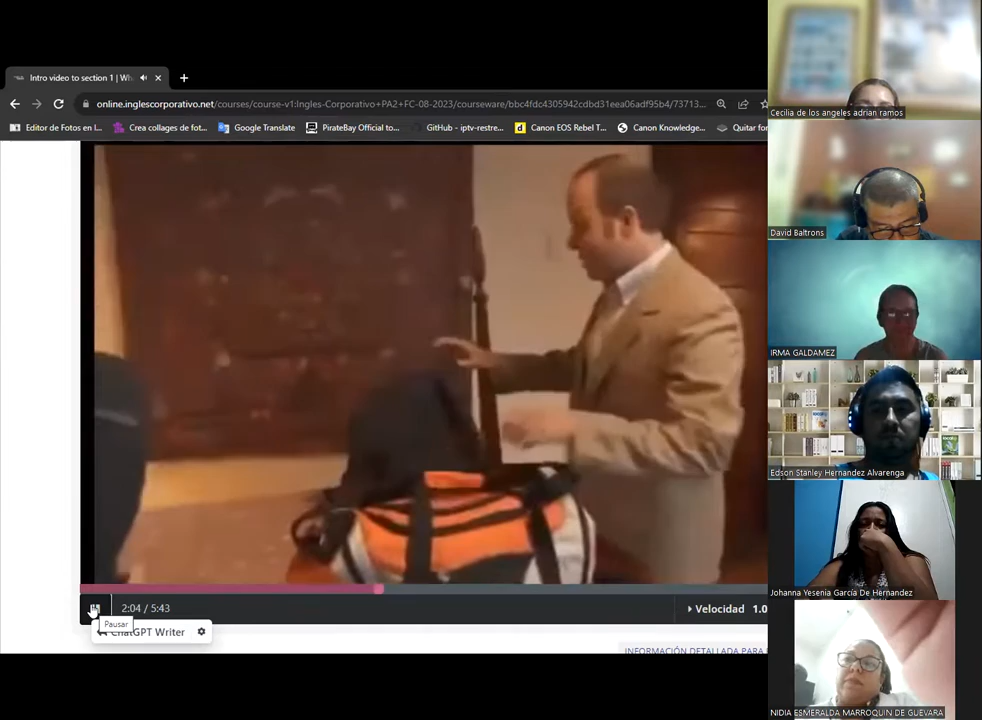 Intro video to section 1 | Wh
online.inglescorporativo.net/courses/course-v1:Ingles-Corporativo+PA2+FC-08-2023/courseware/bbc4fdc4305942cdbd31eea06adf95b4/73713...
Editor de Fotos en l...
Crea collages de fot...
Google Translate
PirateBay Official to...
GitHub - iptv-restre...
Canon EOS Rebel T...
Canon Knowledge...
Quitar fon
2:04 / 5:43
Velocidad 1.0
Pausar
ChatGPT Writer
INFORMACIÓN DETALLADA PARA
Cecilia de los angeles adrian ramos
David Baltrons
IRMA GALDAMEZ
Edson Stanley Hernandez Alvarenga
Johanna Yesenia García De Hernandez
NIDIA ESMERALDA MARROQUIN DE GUEVARA